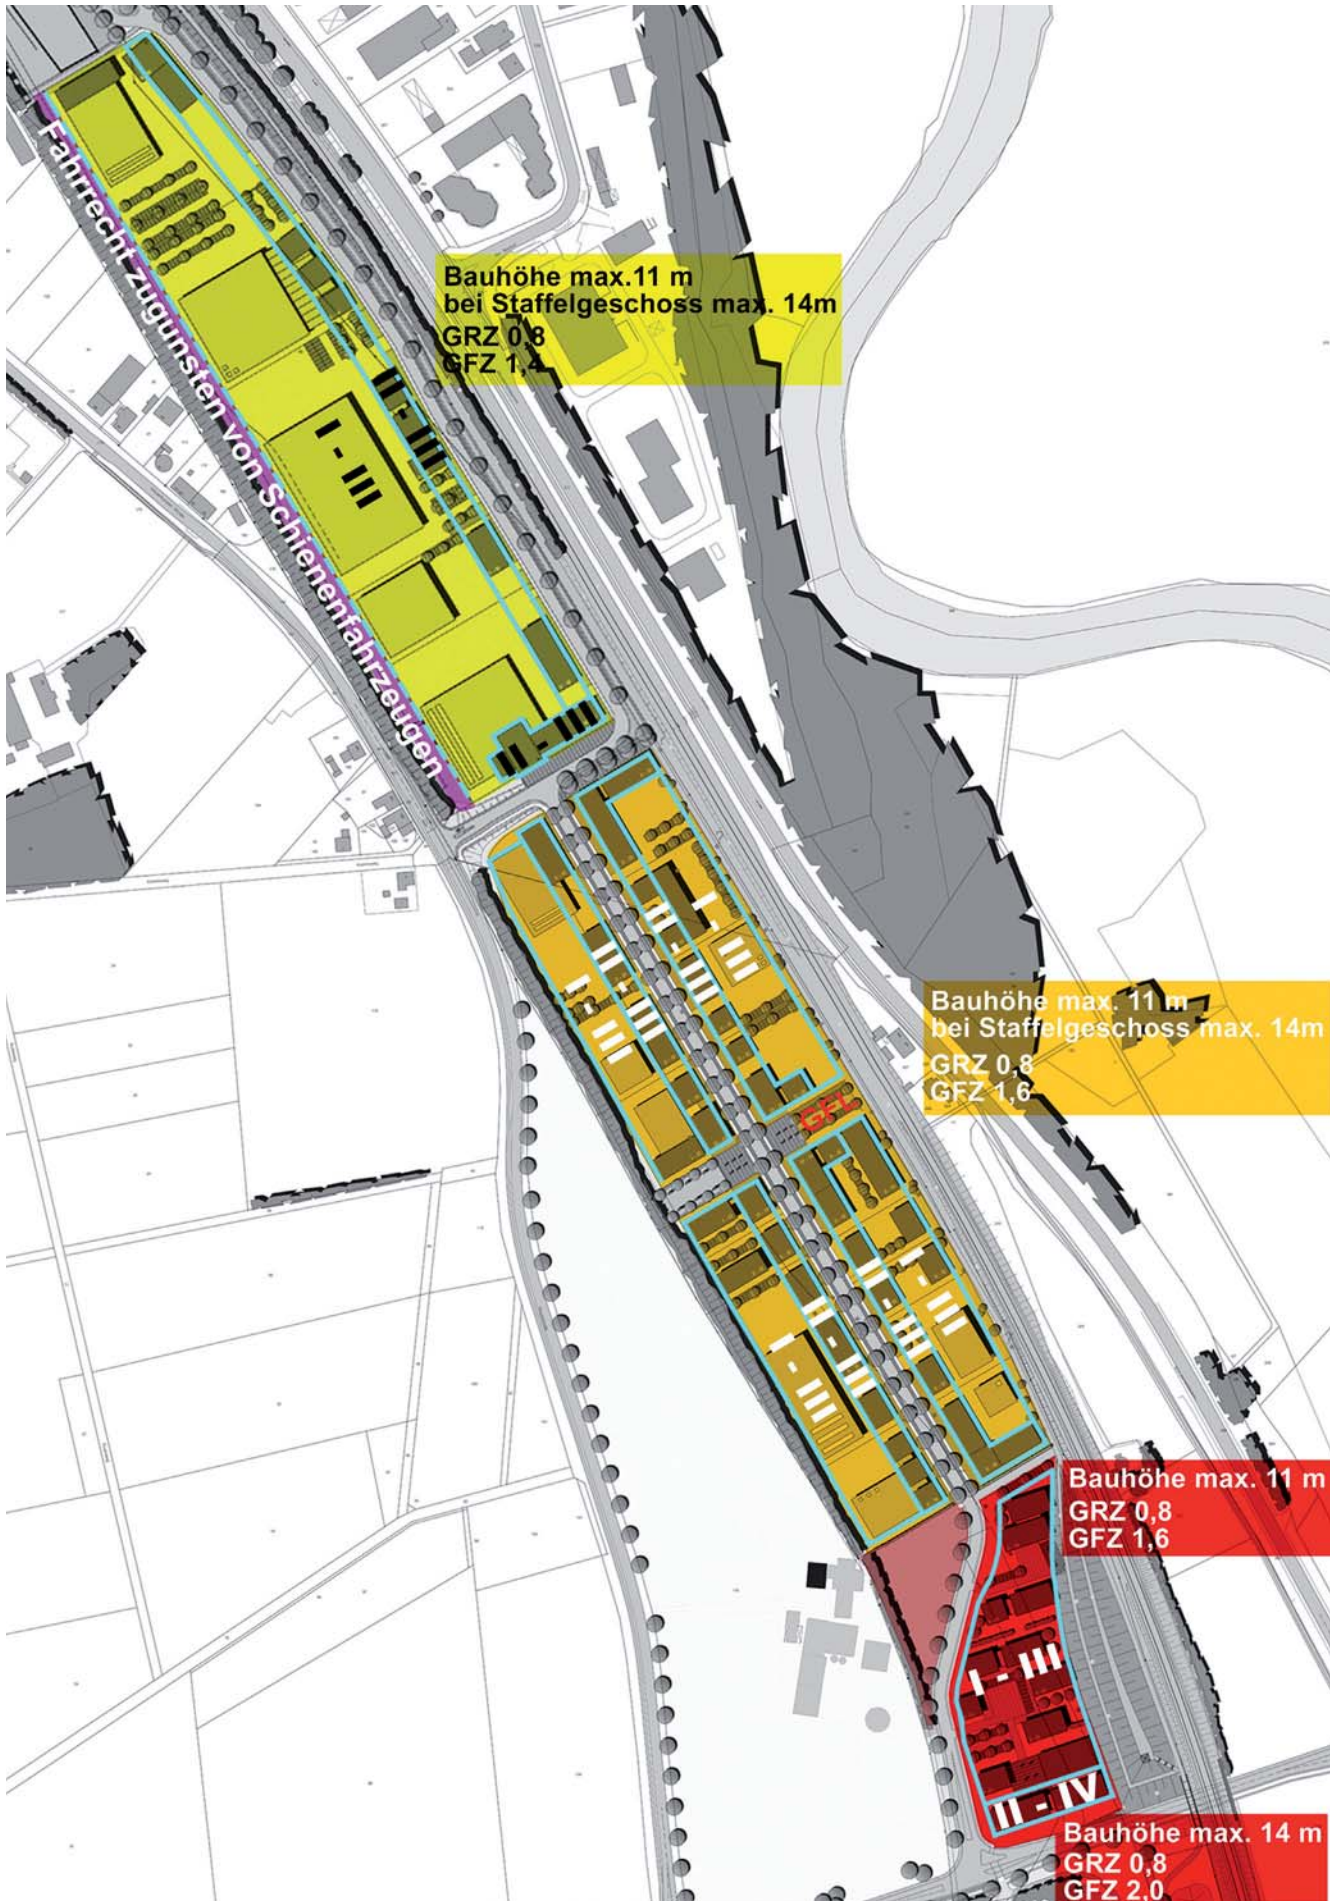 Fahrrecht zugunsten von Schienenfahrzeugen
Bauhöhe max.11 m
bei Staffelgeschoss max. 14m
GRZ 0,8
GFZ 1,4
II - III
I - III
II - IV
Bauhöhe max. 11 m
bei Staffelgeschoss max. 14m
GRZ 0,8
GFZ 1,6
I - III
II - III
I - III
II - III
GFL
I - III
II - III
I - III
II - III
Bauhöhe max. 11 m
GRZ 0,8
GFZ 1,6
I - III
II - IV
Bauhöhe max. 14 m
GRZ 0,8
GFZ 2,0